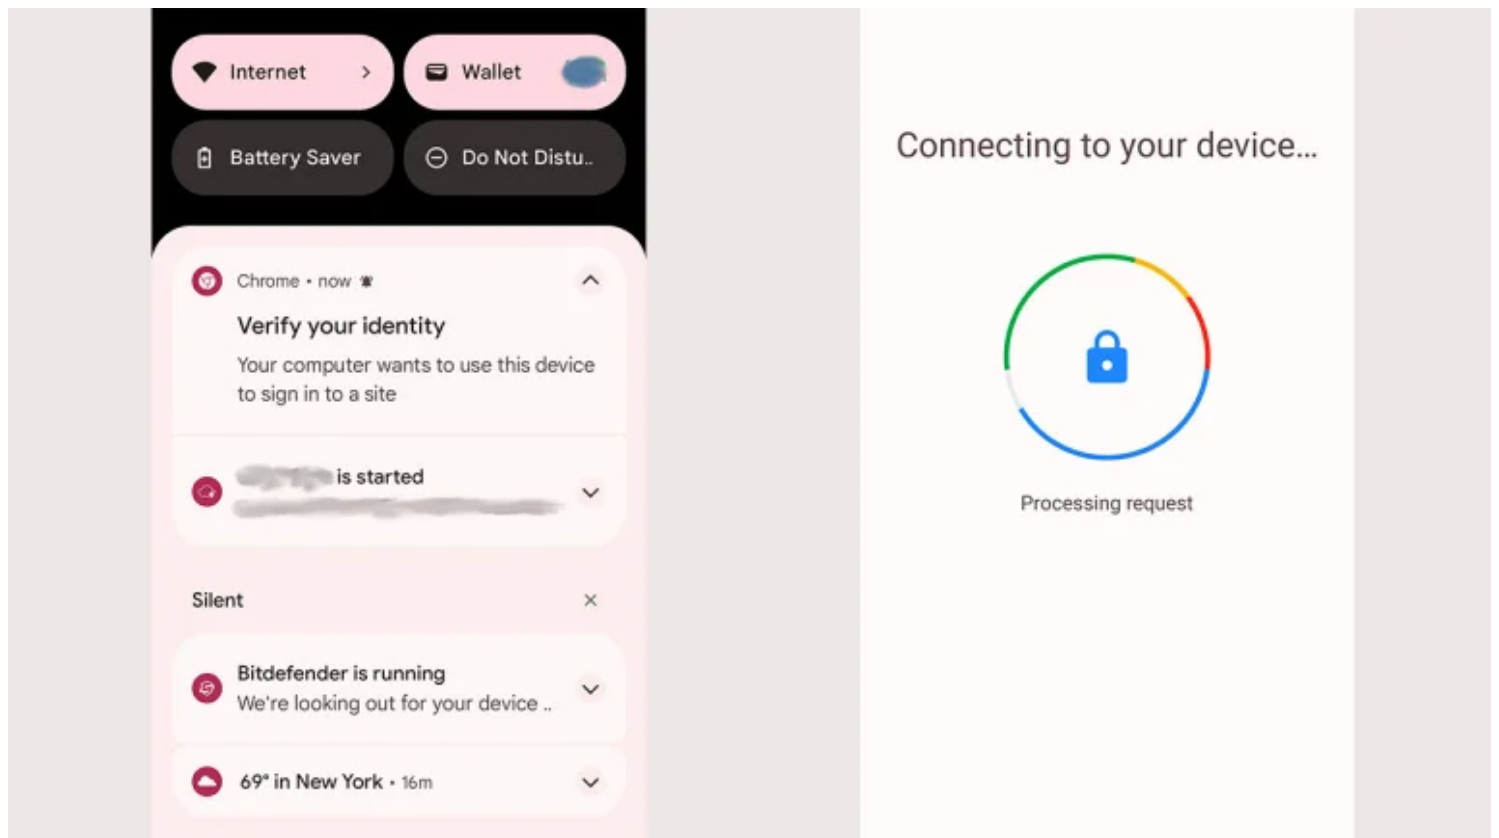 Internet
Wallet
Battery Saver
Do Not Distu..
Chrome • now
Verify your identity
Your computer wants to use this device
to sign in to a site
is started
Silent
Bitdefender is running
We're looking out for your device ..
69° in New York • 16m
Connecting to your device...
Processing request